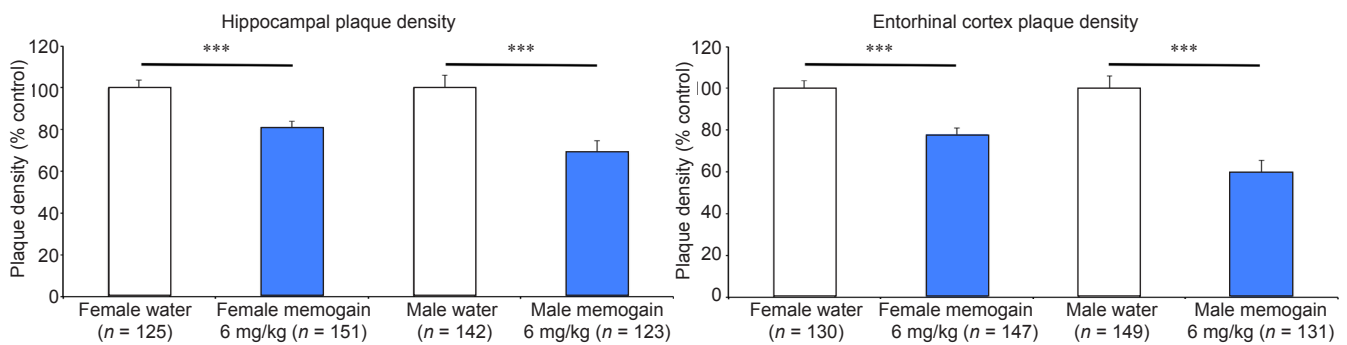 Hippocampal plaque density
Plaque density (% control)
120
100
80
60
40
20
0
***
***
Female water
(n = 125)
Female memogain
6 mg/kg (n = 151)
Male water
(n = 142)
Male memogain
6 mg/kg (n = 123)
Entorhinal cortex plaque density
Plaque density (% control)
120
100
80
60
40
20
0
***
***
Female water
(n = 130)
Female memogain
6 mg/kg (n = 147)
Male water
(n = 149)
Male memogain
6 mg/kg (n = 131)